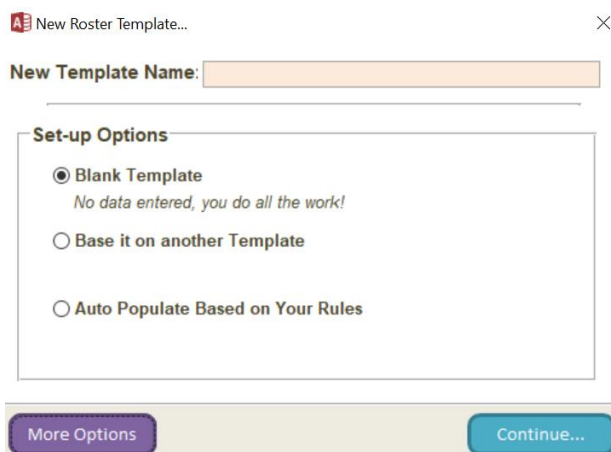 New Roster Template...
New Template Name:
Set-up Options
Blank Template
No data entered, you do all the work!
Base it on another Template
Auto Populate Based on Your Rules
More Options
Continue...